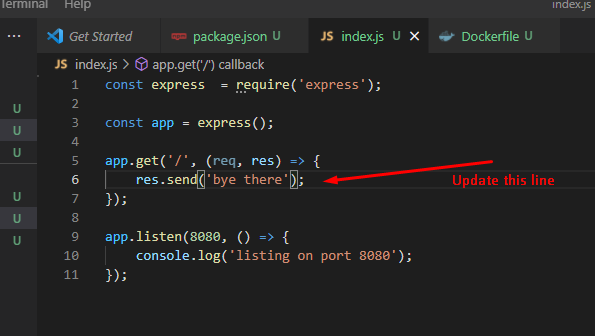 Terminal Help index.js
... Get Started package.json U index.js U × Dockerfile U
JS index.js > app.get('/') callback
U 1 const express  = require('express');
U 2
U 3 const app = express();
4
U 5 app.get('/', (req, res) => {
U 6     res.send('bye there'); Update this line
U 7 });
8
9 app.listen(8080, () => {
10     console.log('listing on port 8080');
11 });